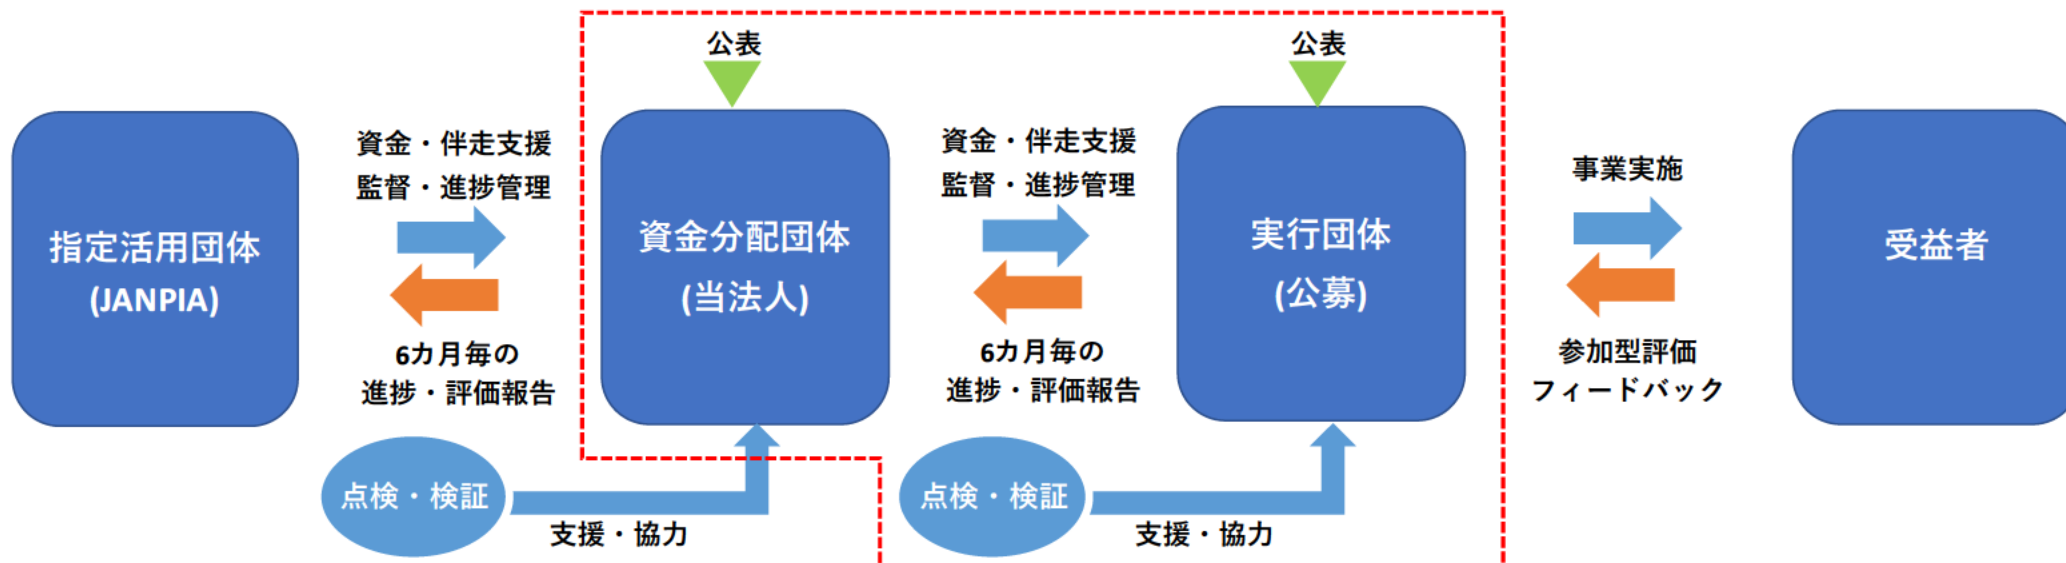 公表
公表
指定活用団体
(JANPIA)
資金・伴走支援
監督・進捗管理
6カ月毎の
進捗・評価報告
資金分配団体
(当法人)
資金・伴走支援
監督・進捗管理
6カ月毎の
進捗・評価報告
実行団体
(公募)
事業実施
参加型評価
フィードバック
受益者
点検・検証
支援・協力
点検・検証
支援・協力